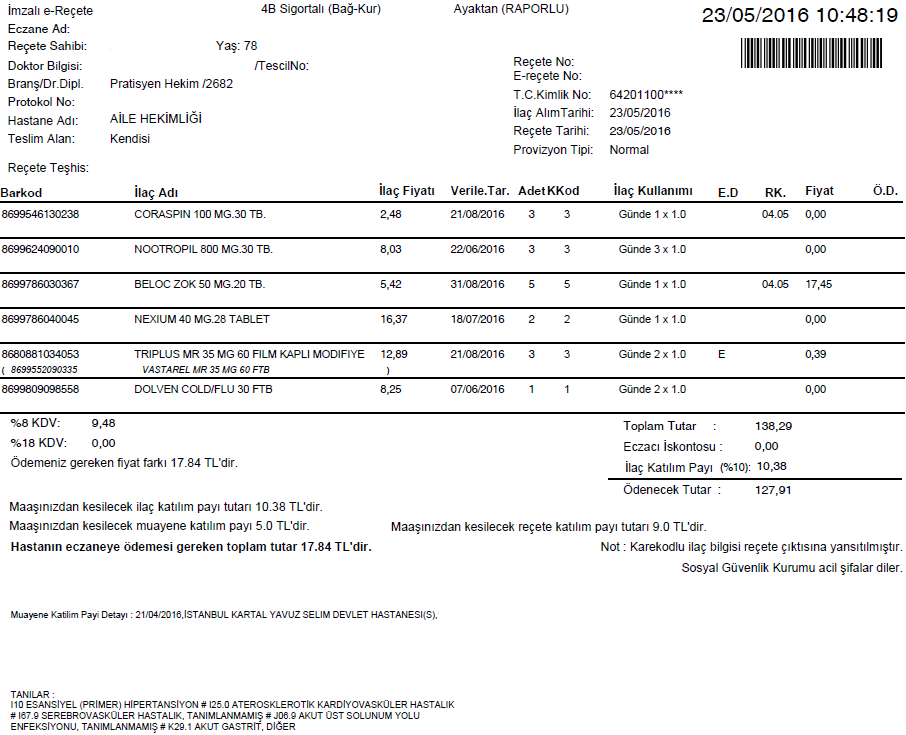 İmzalı e-Reçete 4B Sigortalı (Bağ-Kur) Ayaktan (RAPORLU) 23/05/2016 10:48:19
Eczane Ad:
Reçete Sahibi: Yaş: 78
Doktor Bilgisi: /TescilNo:
Reçete No:
Branş/Dr.Dipl. Pratisyen Hekim /2682
E-reçete No:
Protokol No:
T.C.Kimlik No: 64201100****
Hastane Adı: AİLE HEKİMLİĞİ
İlaç AlımTarihi: 23/05/2016
Teslim Alan: Kendisi
Reçete Tarihi: 23/05/2016
Provizyon Tipi: Normal
Reçete Teşhis:
Barkod İlaç Adı İlaç Fiyatı Verile.Tar. Adet KKod İlaç Kullanımı E.D RK. Fiyat Ö.D.
8699546130238 CORASPIN 100 MG.30 TB. 2,48 21/08/2016 3 3 Günde 1 x 1.0 04.05 0,00
8699624090010 NOOTROPIL 800 MG.30 TB. 8,03 22/06/2016 3 3 Günde 3 x 1.0 0,00
8699786030367 BELOC ZOK 50 MG.20 TB. 5,42 31/08/2016 5 5 Günde 1 x 1.0 04.05 17,45
8699786040045 NEXIUM 40 MG.28 TABLET 16,37 18/07/2016 2 2 Günde 1 x 1.0 0,00
8680881034053 TRIPLUS MR 35 MG 60 FILM KAPLI MODIFIYE 12,89 21/08/2016 3 3 Günde 2 x 1.0 E 0,39
( 8699552090335 VASTAREL MR 35 MG 60 FTB )
8699809098558 DOLVEN COLD/FLU 30 FTB 8,25 07/06/2016 1 1 Günde 2 x 1.0 0,00
%8 KDV: 9,48
Toplam Tutar : 138,29
%18 KDV: 0,00
Eczacı İskontosu : 0,00
Ödemeniz gereken fiyat farkı 17.84 TL'dir.
İlaç Katılım Payı (%10): 10,38
Ödenecek Tutar : 127,91
Maaşınızdan kesilecek ilaç katılım payı tutarı 10.38 TL'dir.
Maaşınızdan kesilecek muayene katılım payı 5.0 TL'dir. Maaşınızdan kesilecek reçete katılım payı tutarı 9.0 TL'dir.
Hastanın eczaneye ödemesi gereken toplam tutar 17.84 TL'dir. Not : Karekodlu ilaç bilgisi reçete çıktısına yansıtılmıştır.
Sosyal Güvenlik Kurumu acil şifalar diler.
Muayene Katilim Payi Detayı : 21/04/2016,İSTANBUL KARTAL YAVUZ SELIM DEVLET HASTANESI(S),
TANILAR :
I10 ESANSİYEL (PRİMER) HİPERTANSİYON # I25.0 ATEROSKLEROTİK KARDİYOVASKÜLER HASTALIK
# I67.9 SEREBROVASKÜLER HASTALIK, TANIMLANMAMIŞ # J06.9 AKUT ÜST SOLUNUM YOLU
ENFEKSİYONU, TANIMLANMAMIŞ # K29.1 AKUT GASTRİT, DİĞER